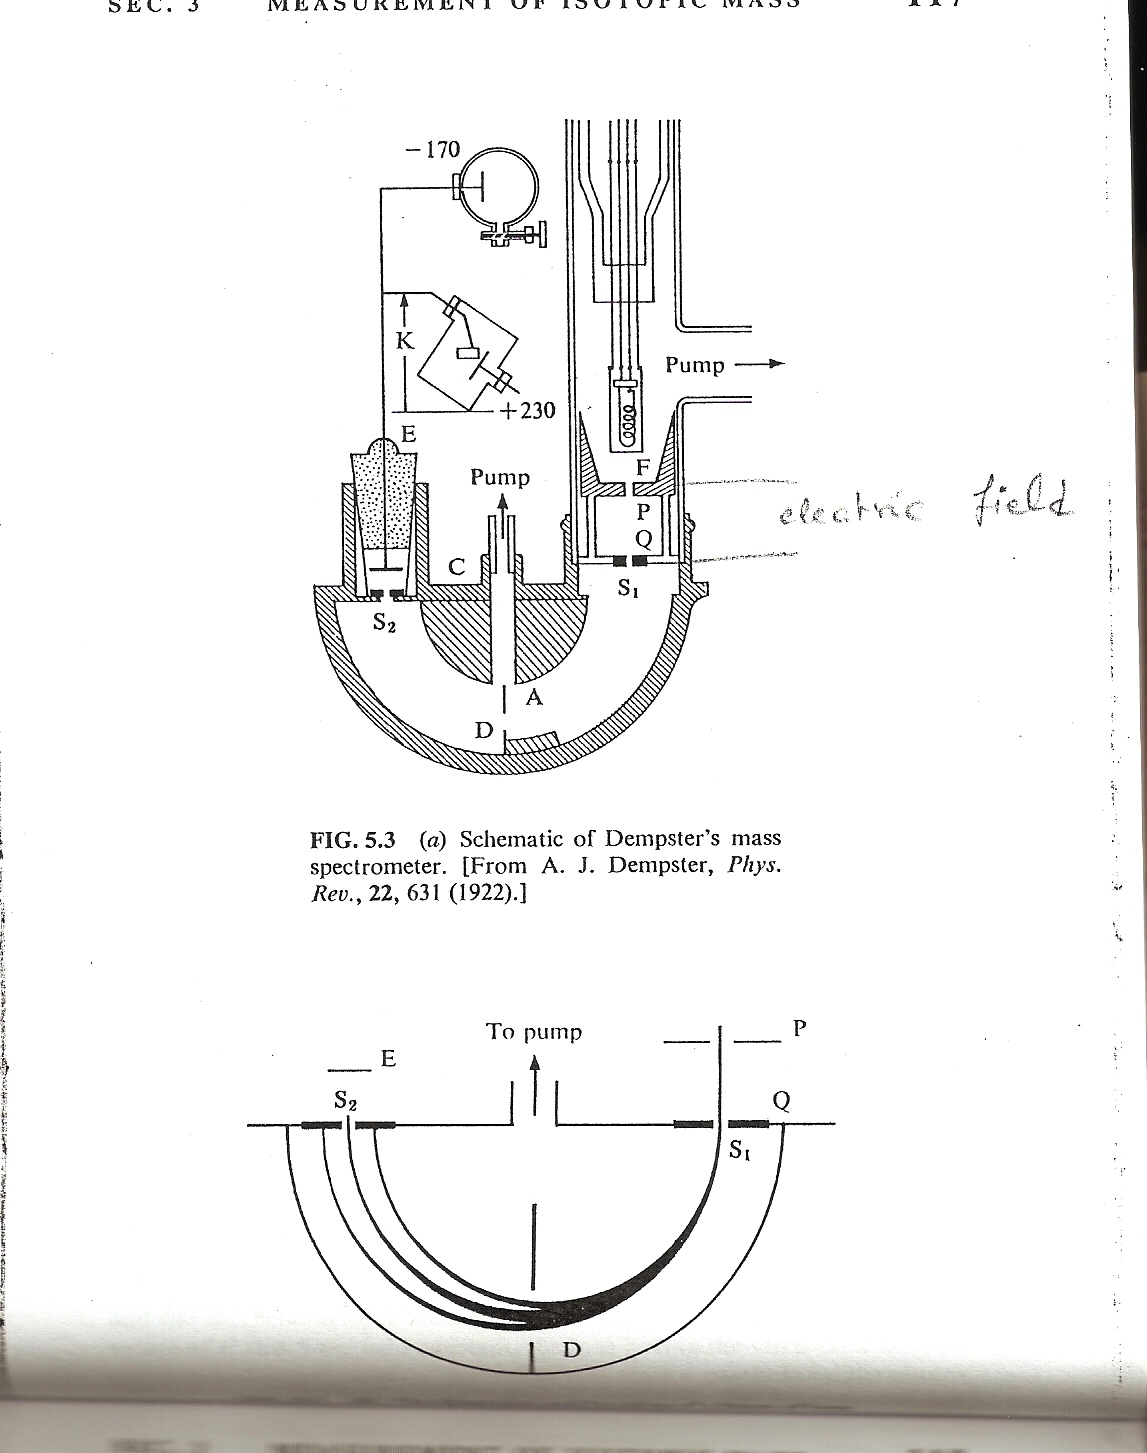 SEC. 3 MEASUREMENT OF ISOTOPIC MASS 117
−170
K
+230
E
Pump
Pump
F
P
Q
electric field
C
S₁
S₂
A
D
FIG. 5.3 (a) Schematic of Dempster's mass
spectrometer. [From A. J. Dempster, Phys.
Rev., 22, 631 (1922).]
To pump
P
E
S₂
Q
S₁
D